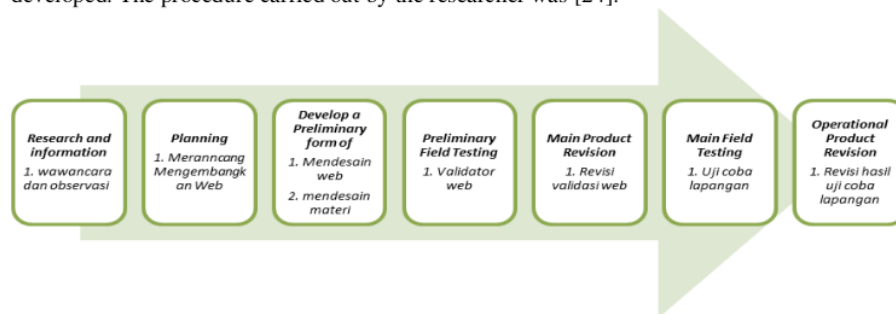 developed. The procedure carried out by the researcher was [24].
Research and
information
1. wawancara
dan observasi
Planning
1. Meranncang
Mengembangk
an Web
Develop a
Preliminary
form of
1. Mendesain
web
2. mendesain
materi
Preliminary
Field Testing
1. Validator
web
Main Product
Revision
1. Revisi
validasi web
Main Field
Testing
1. Uji coba
lapangan
Operational
Product
Revision
1. Revisi hasil
uji coba
lapangan